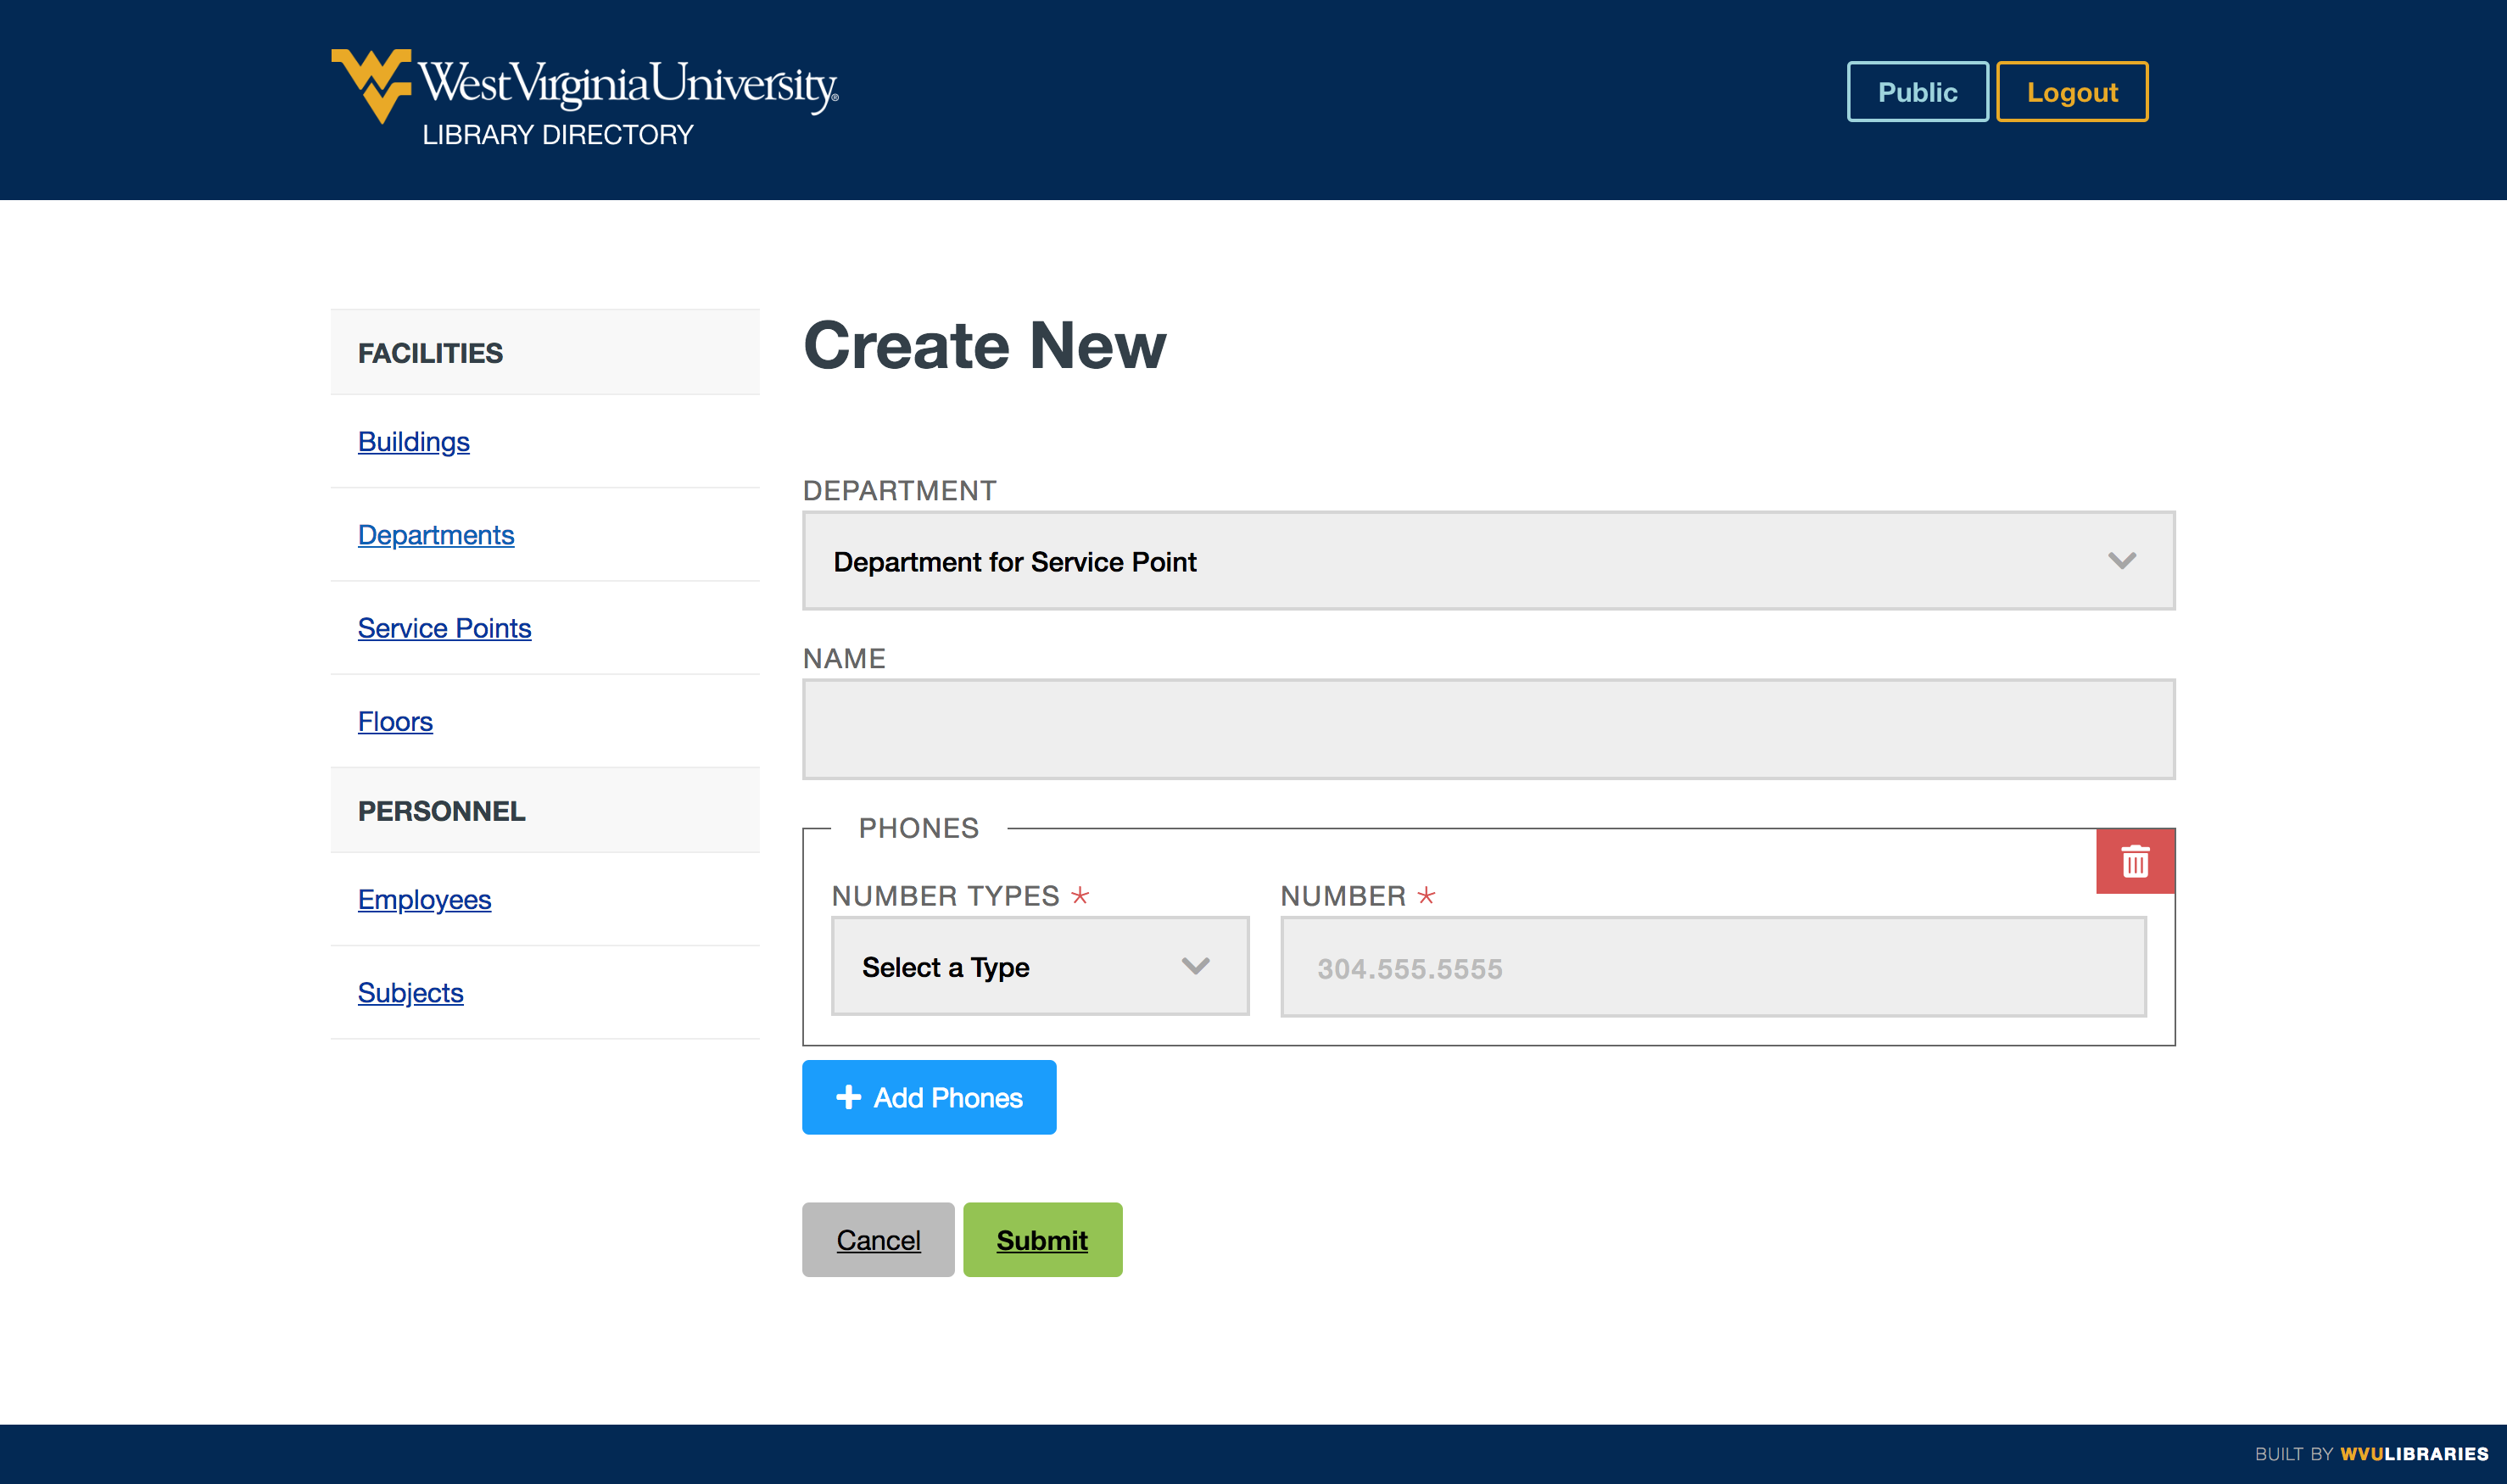 WestVirginiaUniversity®
LIBRARY DIRECTORY
Public
Logout
FACILITIES
Buildings
Departments
Service Points
Floors
PERSONNEL
Employees
Subjects
Create New
DEPARTMENT
Department for Service Point
NAME
PHONES
NUMBER TYPES *
NUMBER *
Select a Type
304.555.5555
Add Phones
Cancel
Submit
BUILT BY WVULIBRARIES